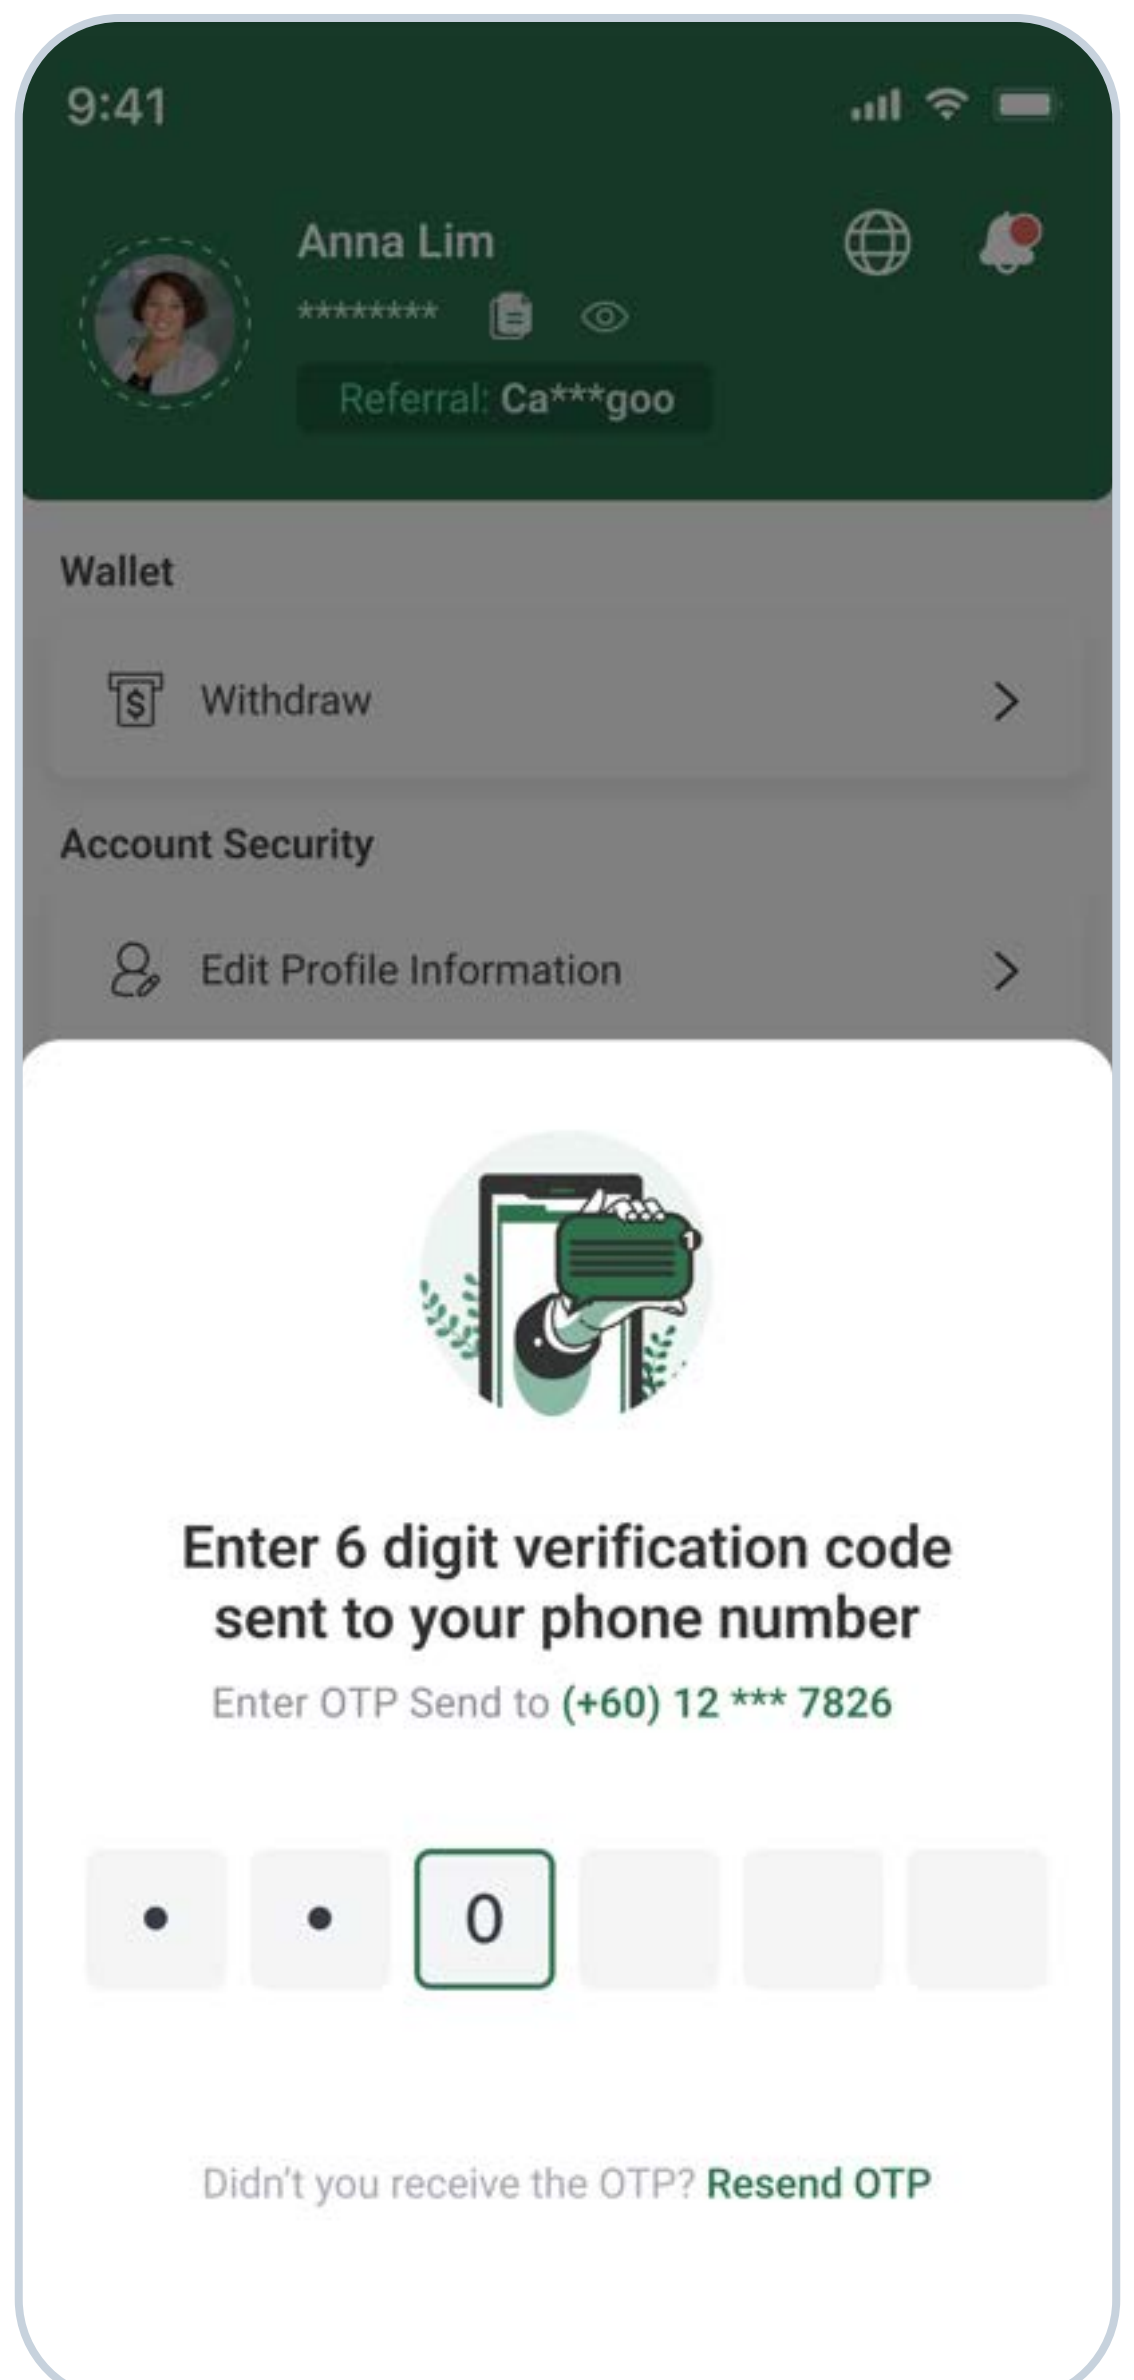 9:41
Anna Lim
********
Referral: Ca***goo
Wallet
$ Withdraw
Account Security
Edit Profile Information
1
Enter 6 digit verification code
sent to your phone number
Enter OTP Send to (+60) 12 *** 7826
• • 0
Didn't you receive the OTP? Resend OTP